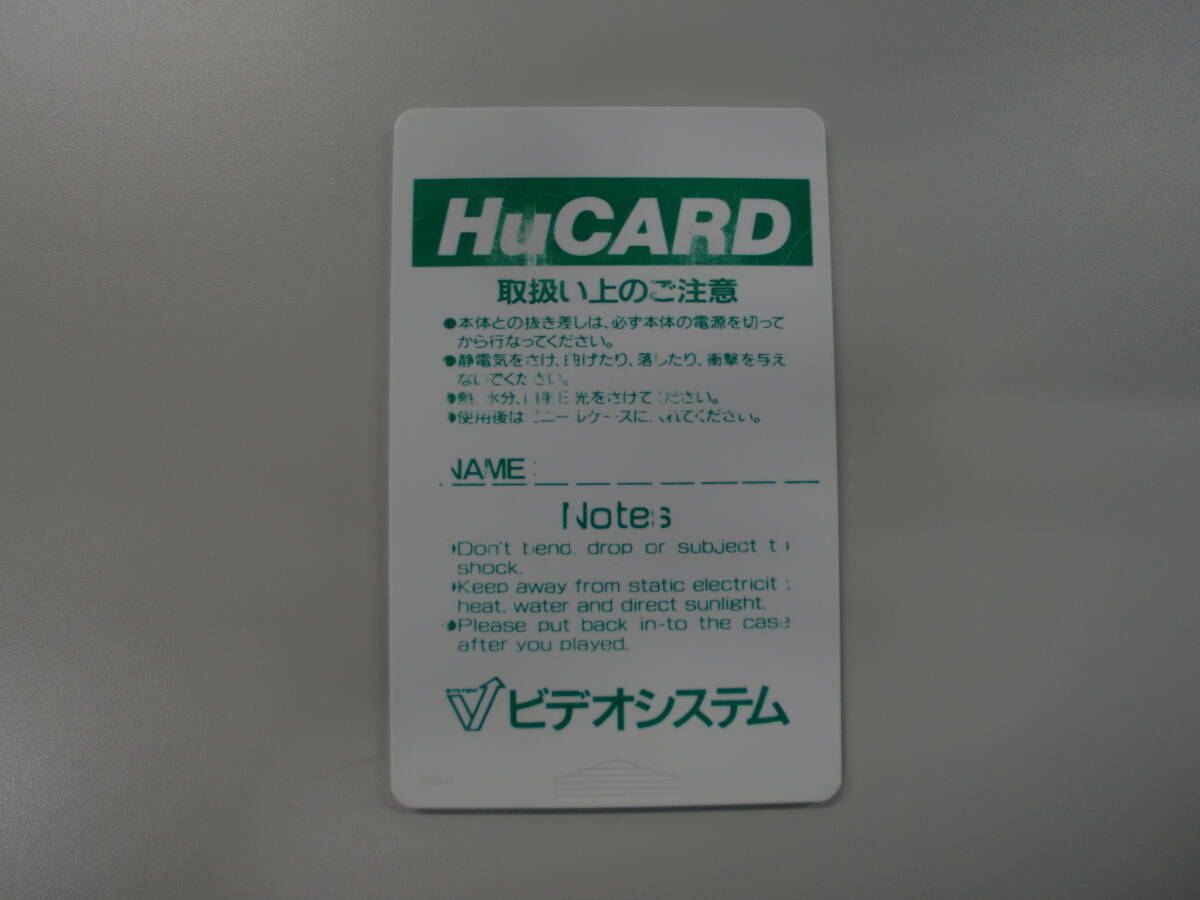 HuCARD
取扱い上のご注意
●本体との抜き差しは、必ず本体の電源を切って
から行なってください。
●静電気をさけ、曲げたり、落したり、衝撃を与え
ないでください。
●熱、水分、直射日光をさけてください。
●使用後はビニールケースに入れてください。
NAME :
Notes
●Don't bend, drop or subject to
shock.
●Keep away from static electricity,
heat, water and direct sunlight.
●Please put back in-to the case
after you played.
SYSTEM
V ビデオシステム